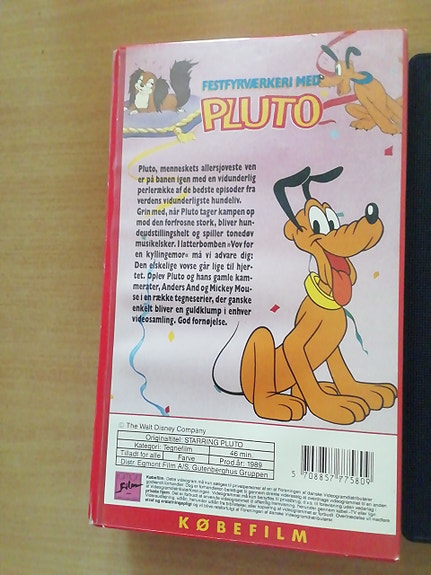 FESTFYRVÆRKERI MED
PLUTO
Pluto, menneskets allersjoveste ven
er på banen igen med en vidunderlig
perlerække af de bedste episoder fra
verdens vidunderligste hundeliv.
Grin med, når Pluto tager kampen op
mod den forfrosne stork, bliver hun-
deudstillingshelt og spiller tonedøv
musikelsker. I latterbomben »Vov for
en kyllingemor« må vi advare dig:
Den elskelige vovse går lige til hjer-
tet. Oplev Pluto og hans gamle kam-
merater, Anders And og Mickey Mou-
se i en række tegneserier, der ganske
enkelt bliver en guldklump i enhver
videosamling. God fornøjelse.
© The Walt Disney Company
Originaltitel: STARRING PLUTO
Kategori: Tegnefilm 46 min.
Tilladt for alle Farve Prod.år: 1989
Distr. Egmont Film A/S, Gutenberghus Gruppen
5 708857 775809
Film
Købefilm:
KØBEFILM